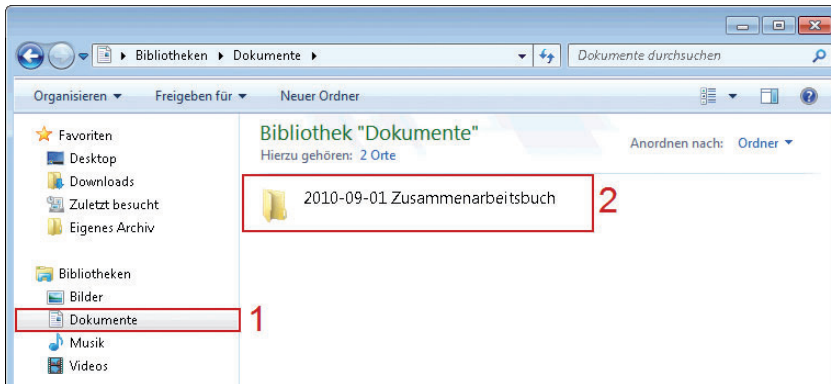 Bibliotheken Dokumente
Dokumente durchsuchen
Organisieren Freigeben für Neuer Ordner
Favoriten
Desktop
Downloads
Zuletzt besucht
Eigenes Archiv
Bibliotheken
Bilder
Dokumente
Musik
Videos
1
Bibliothek "Dokumente"
Hierzu gehören: 2 Orte
Anordnen nach: Ordner
2010-09-01 Zusammenarbeitsbuch
2